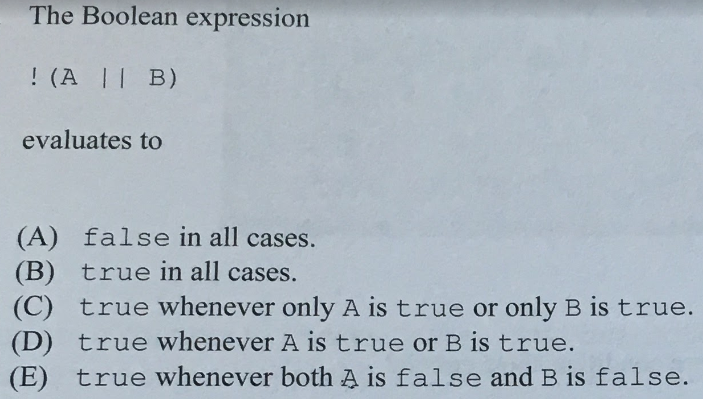 The Boolean expression
! (A || B)
evaluates to
(A) false in all cases.
(B) true in all cases.
(C) true whenever only A is true or only B is true.
(D) true whenever A is true or B is true.
(E) true whenever both A is false and B is false.